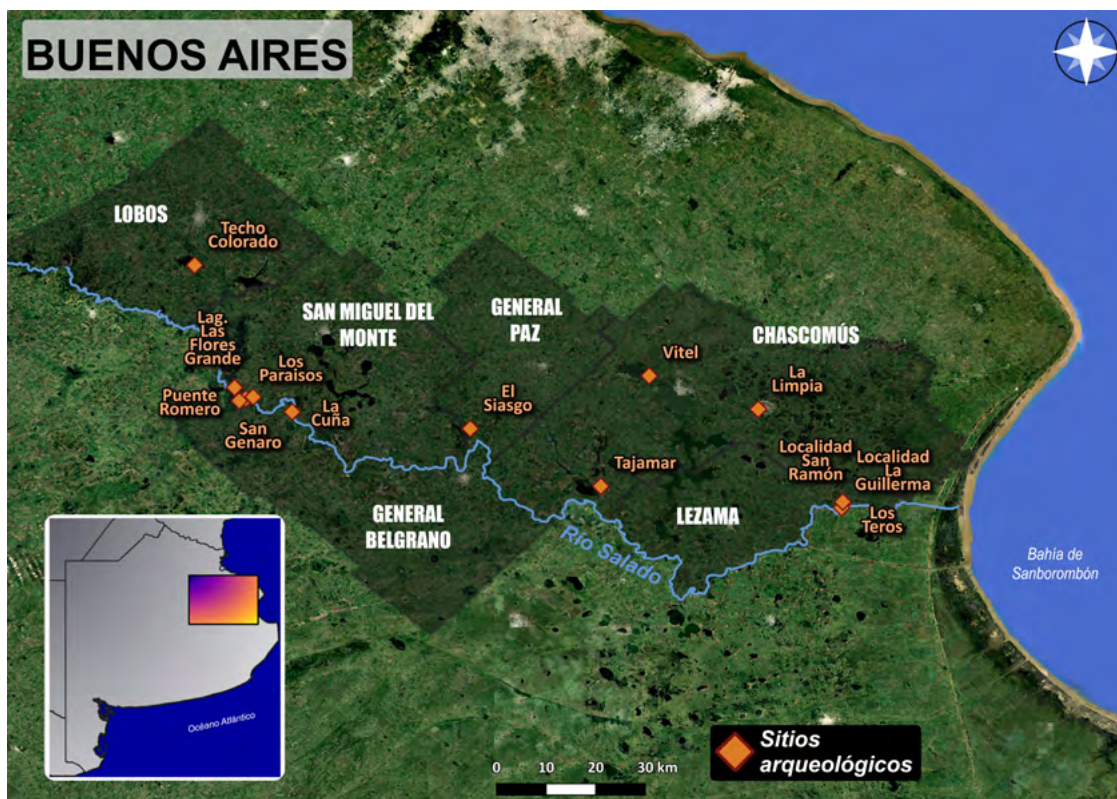 BUENOS AIRES
LOBOS
Techo
Colorado
Lag.
Las
Flores
Grande
Los
Paraisos
Puente
Romero
San
Genaro
La
Cuña
SAN MIGUEL DEL
MONTE
GENERAL
PAZ
El
Siasgo
Vitel
CHASCOMÚS
La
Limpia
Tajamar
Localidad
San
Ramón
Localidad
La
Guillerma
Los
Teros
LEZAMA
GENERAL
BELGRANO
Río Salado
Bahía de
Sanborombón
Océano Atlántico
0 10 20 30 km
Sitios
arqueológicos